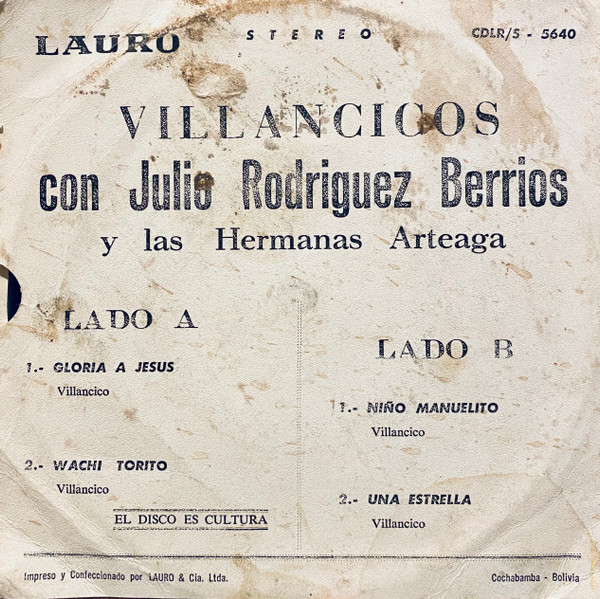 LAURO STEREO CDLR/S - 5640
VILLANCICOS
con Julio Rodriguez Berrios
y las Hermanas Arteaga
LADO A
1.- GLORIA A JESUS
Villancico
2.- WACHI TORITO
Villancico
EL DISCO ES CULTURA
LADO B
1.- NIÑO MANUELITO
Villancico
2.- UNA ESTRELLA
Villancico
Impreso y Confeccionado por LAURO & Cia. Ltda. Cochabamba - Bolivia